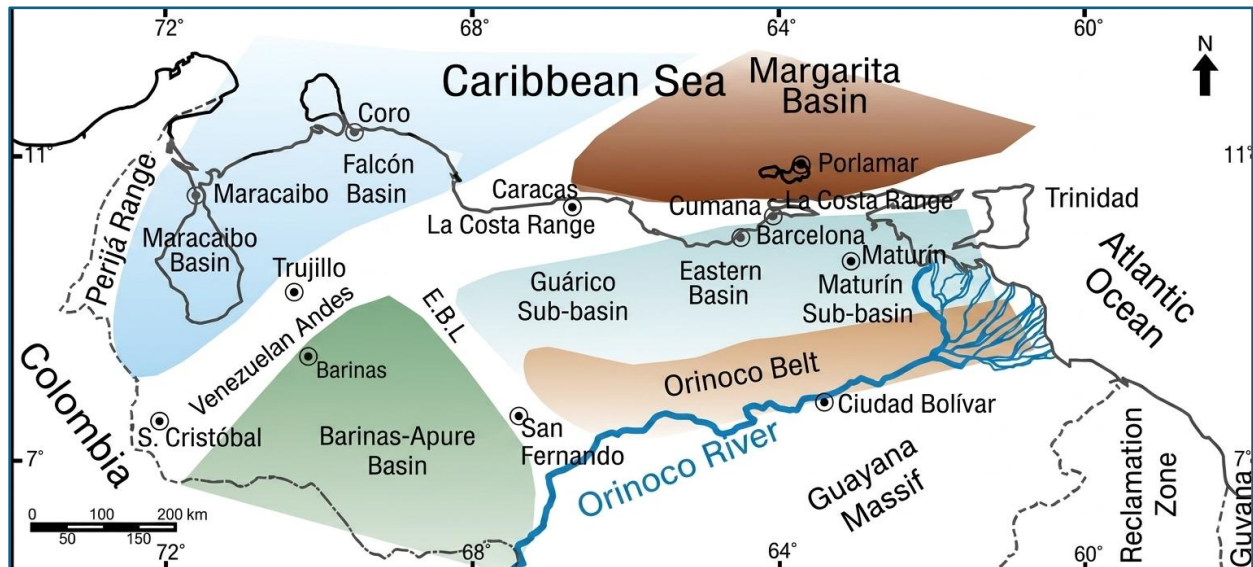 72°
68
64
60
N
Caribbean Sea
Margarita
Basin
Coro
11°
11°
Falcón
Basin
Porlamar
Perijá Range
Maracaibo
Caracas
La Costa Range
Cumana
La Costa Range
Trinidad
Maracaibo
Basin
Barcelona
Maturín
Trujillo
Guárico
Sub-basin
Eastern
Basin
Maturín
Sub-basin
Atlantic
Ocean
E.B.L
Venezuelan Andes
Barinas
Orinoco Belt
Colombia
S. Cristóbal
Barinas-Apure
Basin
San
Fernando
Ciudad Bolívar
7°
7°
Orinoco River
Guayana
Massif
Reclamation
Zone
Guyana
0 100 200 km
50 150
72°
68
64
60°